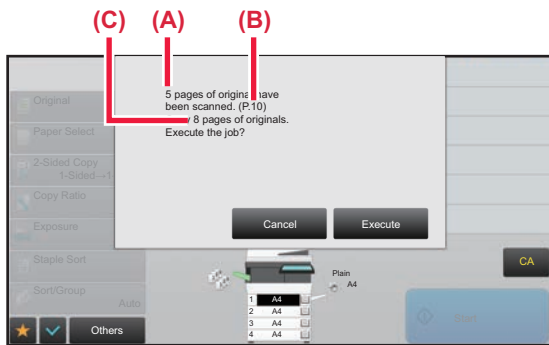 (C) (A) (B)
5 pages of original have
been scanned. (P.10)
8 pages of originals.
Execute the job?
Cancel
Execute
Original
Paper Select
2-Sided Copy
1-Sided→1
Copy Ratio
Exposure
Staple Sort
Sort/Group
Auto
Others
Plain
A4
1 A4
2 A4
3 A4
4 A4
CA
Start